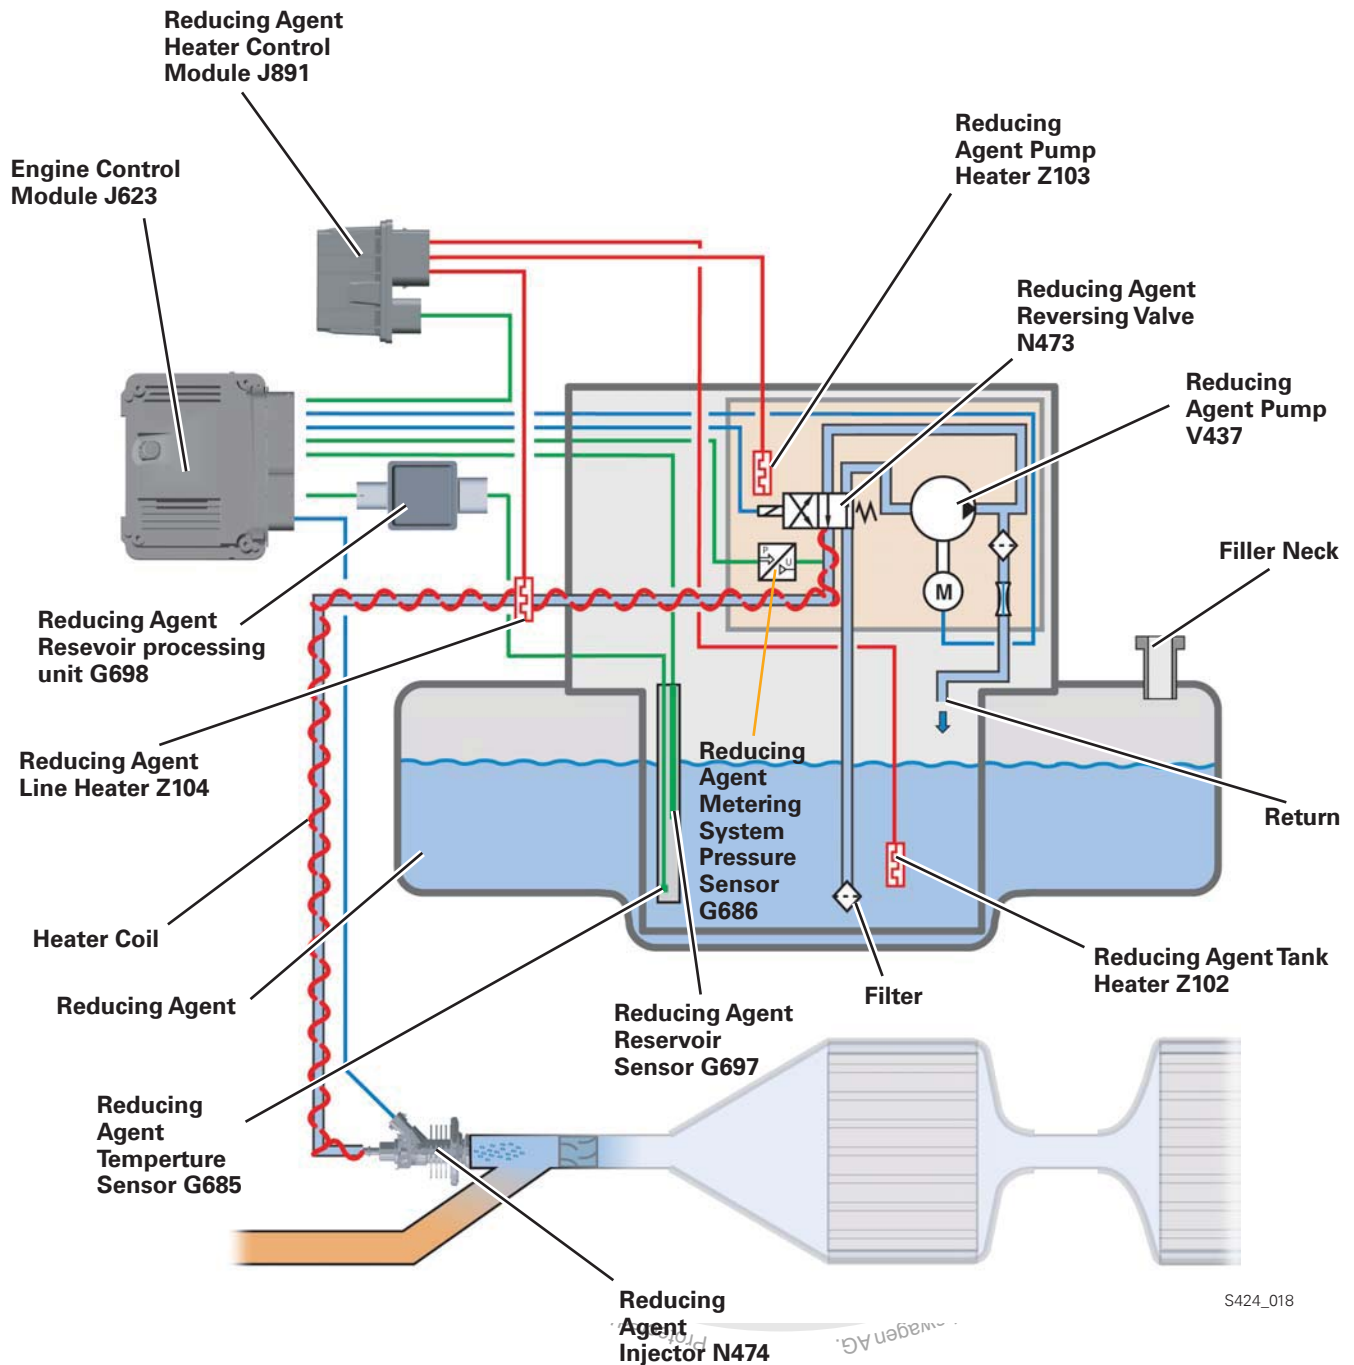 Reducing Agent
Heater Control
Module J891
Reducing
Agent Pump
Heater Z103
Engine Control
Module J623
Reducing Agent
Reversing Valve
N473
Reducing
Agent Pump
V437
Filler Neck
P
U
M
Reducing Agent
Resevoir processing
unit G698
Reducing Agent
Line Heater Z104
Reducing
Agent
Metering
System
Pressure
Sensor
G686
Return
Heater Coil
Reducing Agent Tank
Heater Z102
Filter
Reducing Agent
Reducing Agent
Reservoir
Sensor G697
Reducing
Agent
Temperture
Sensor G685
S424_018
Reducing
Agent
Injector N474
AG.